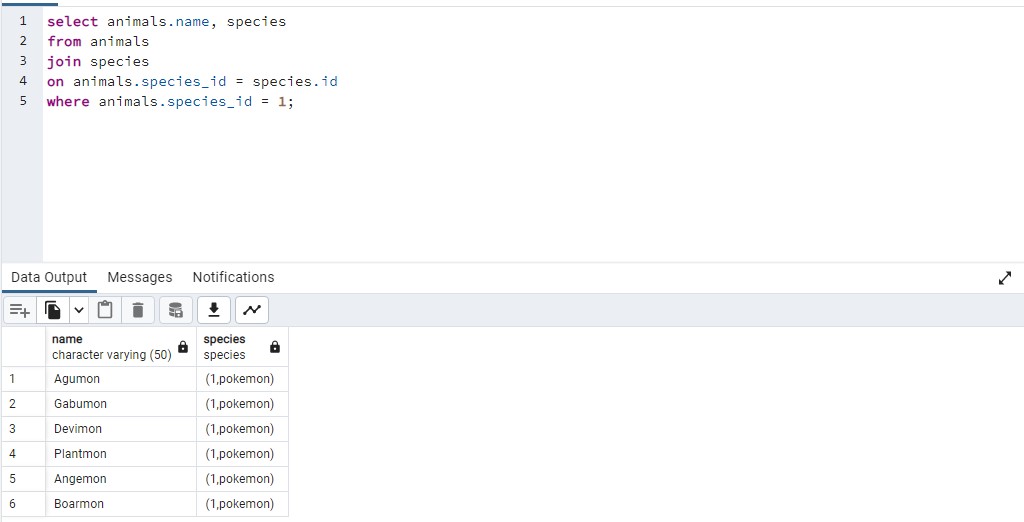 1 select animals.name, species
2 from animals
3 join species
4 on animals.species_id = species.id
5 where animals.species_id = 1;
Data Output Messages Notifications
name species
character varying (50) species
1 Agumon (1,pokemon)
2 Gabumon (1,pokemon)
3 Devimon (1,pokemon)
4 Plantmon (1,pokemon)
5 Angemon (1,pokemon)
6 Boarmon (1,pokemon)